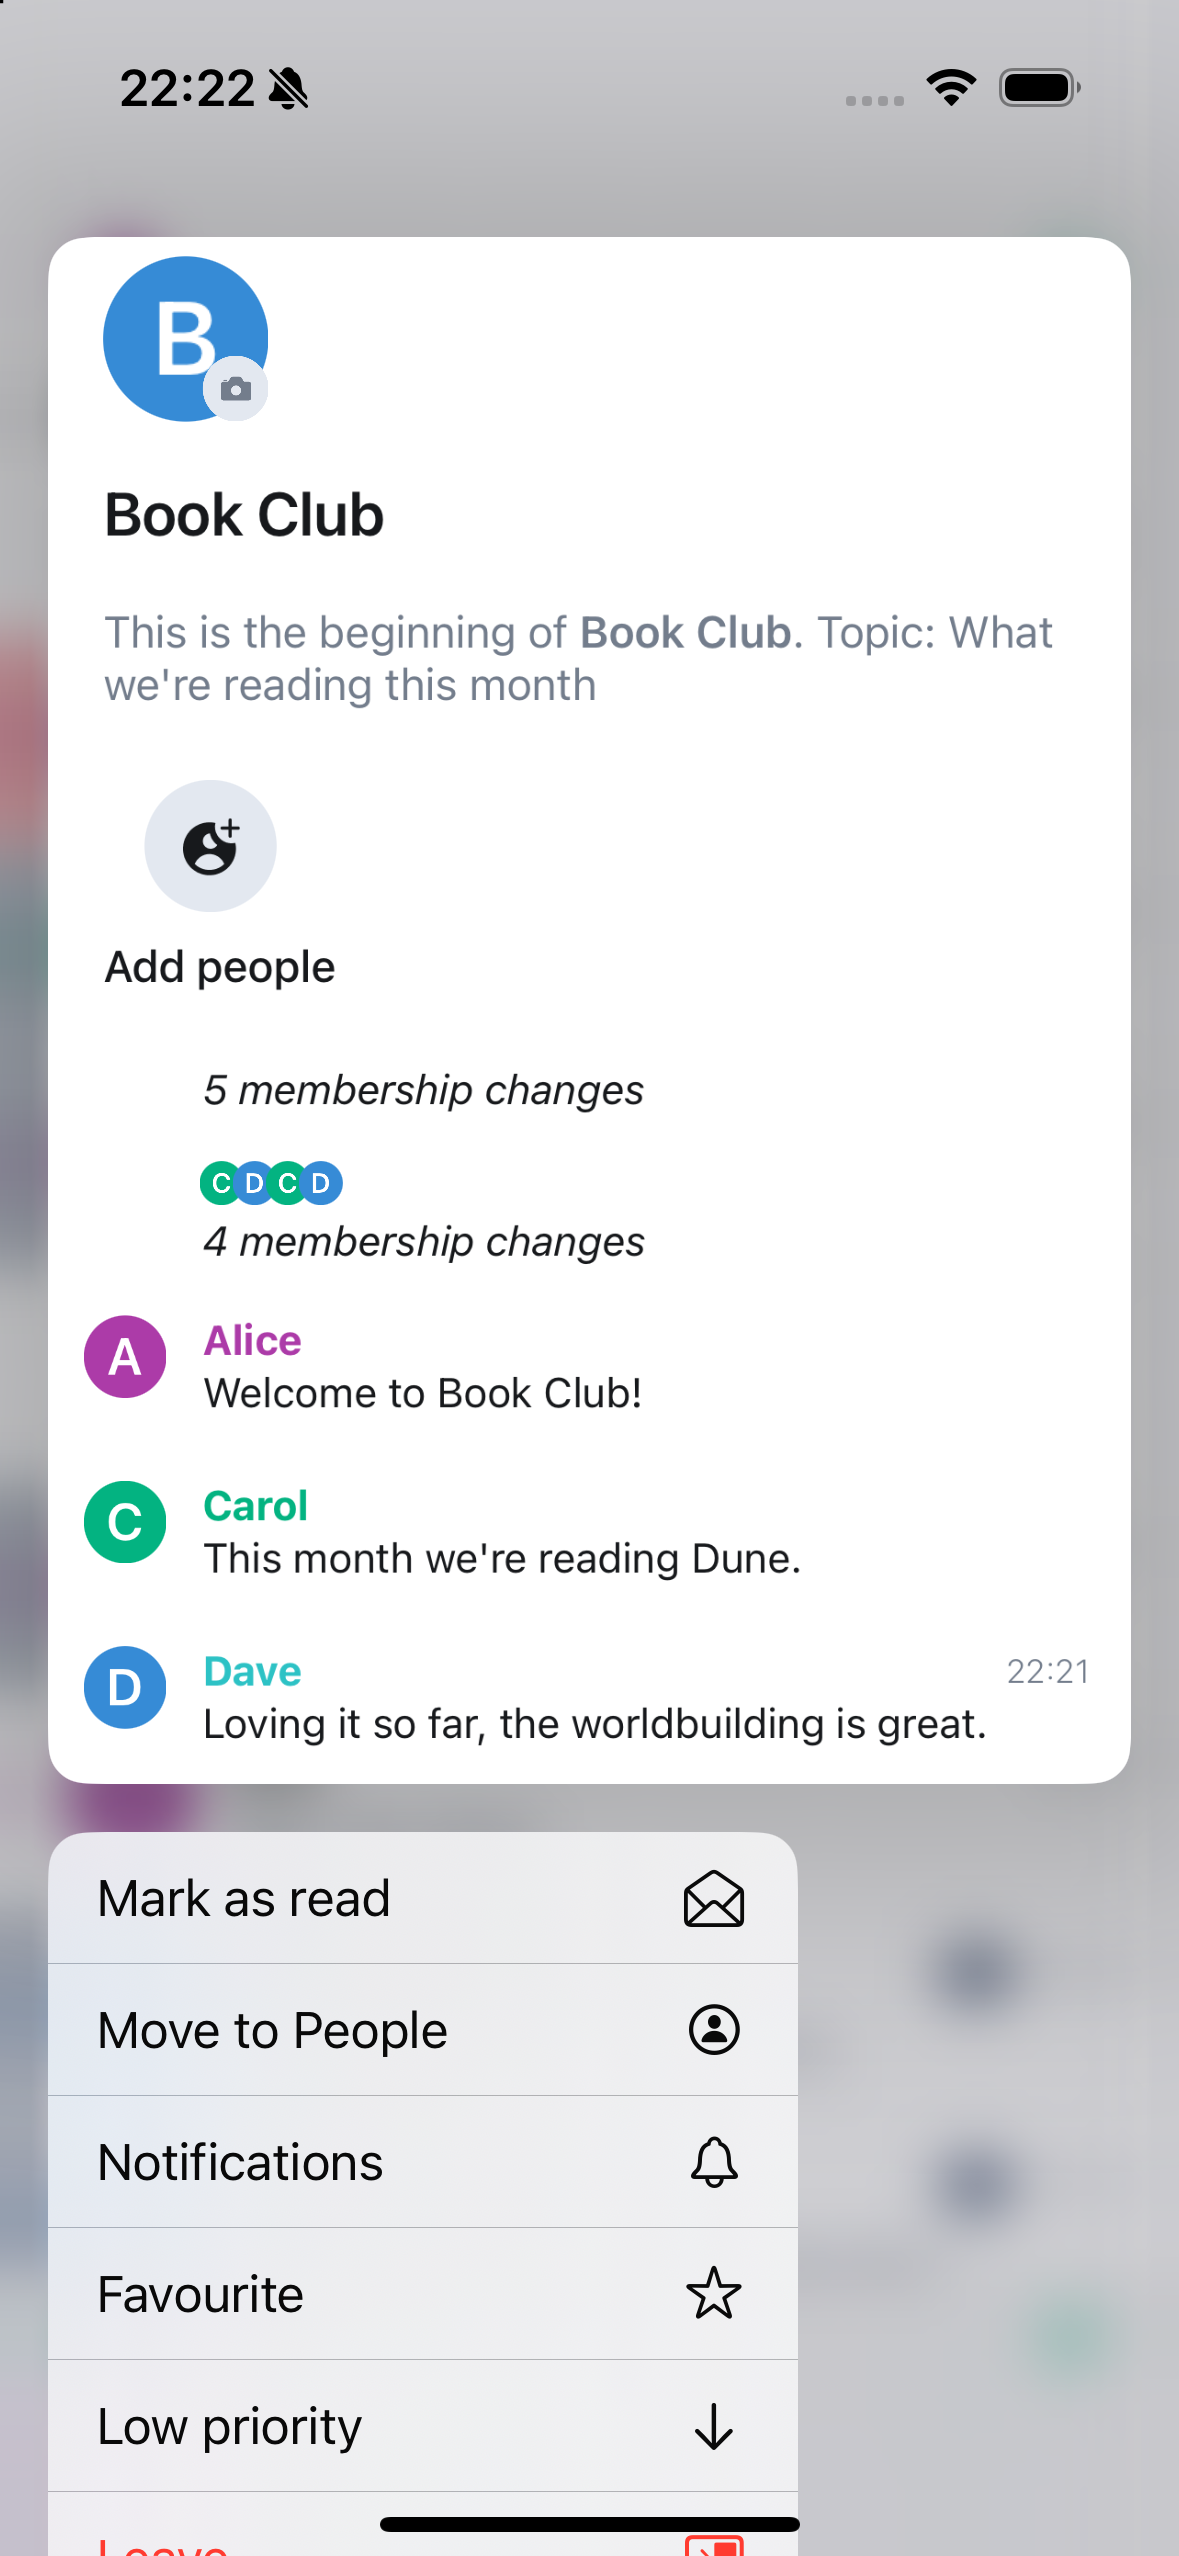 22:22
B
Book Club
This is the beginning of Book Club. Topic: What
we're reading this month
Add people
5 membership changes
C D C D
4 membership changes
A
Alice
Welcome to Book Club!
C
Carol
This month we're reading Dune.
D
Dave
22:21
Loving it so far, the worldbuilding is great.
Mark as read
Move to People
Notifications
Favourite
Low priority
Leave